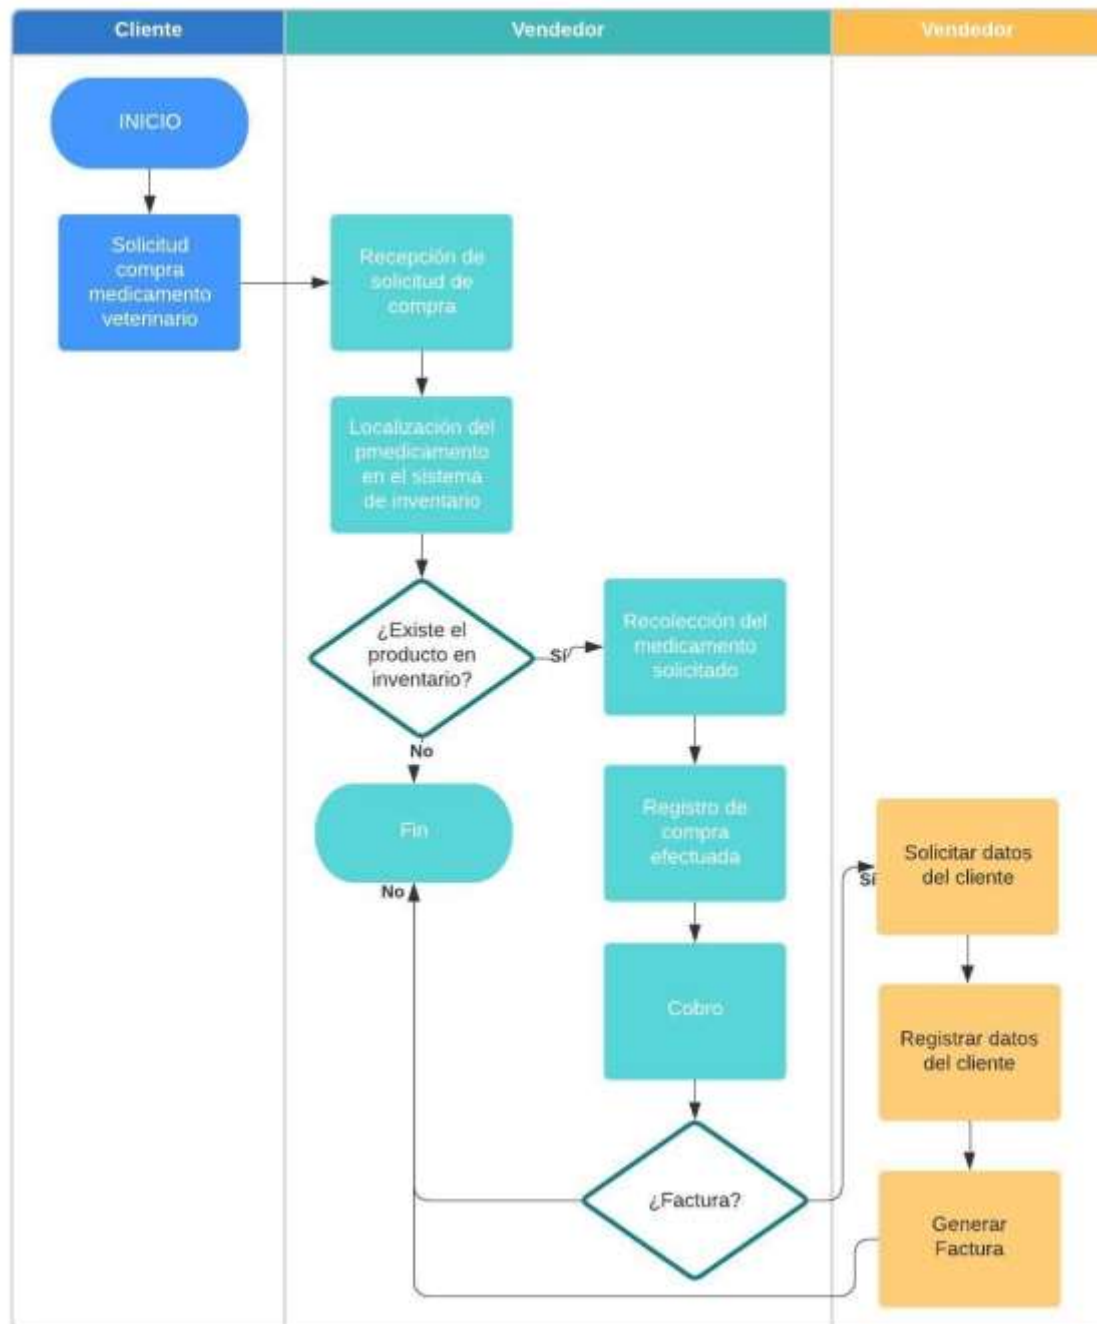 Cliente
Vendedor
Vendedor
INICIO
Solicitud
compra
medicamento
veterinario
Recepción de
solicitud de
compra
Localización del
pmedicamento
en el sistema
de inventario
¿Existe el
producto en
inventario?
Sí
Recolección del
medicamento
solicitado
No
Fin
No
Registro de
compra
efectuada
Cobro
¿Factura?
Sí
Solicitar datos
del cliente
Registrar datos
del cliente
Generar
Factura